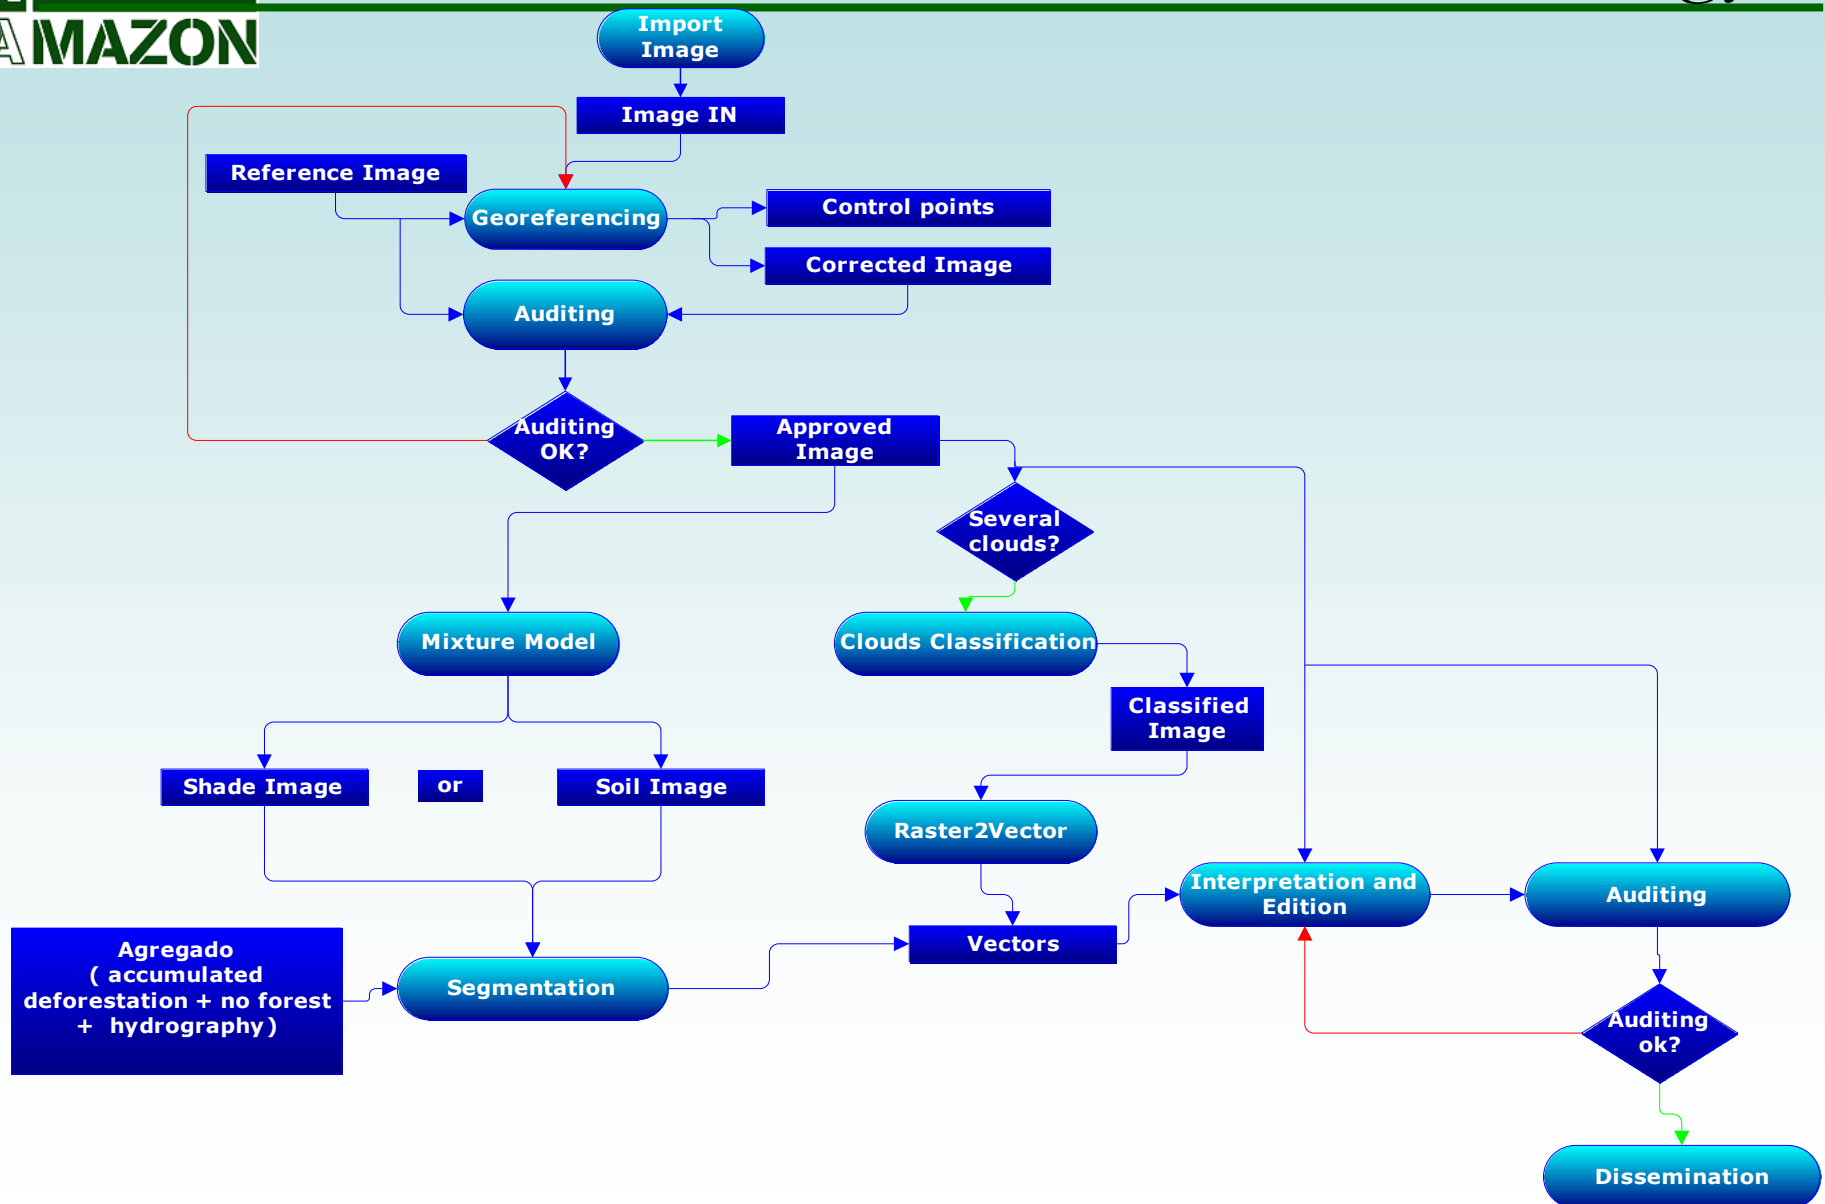 AMAZON
Import
Image
Image IN
Reference Image
Georeferencing
Control points
Corrected Image
Auditing
Auditing
OK?
Approved
Image
Several
clouds?
Mixture Model
Clouds Classification
Classified
Image
Shade Image
or
Soil Image
Raster2Vector
Interpretation and
Edition
Auditing
Vectors
Agregado
( accumulated
deforestation + no forest
+ hydrography)
Segmentation
Auditing
ok?
Dissemination